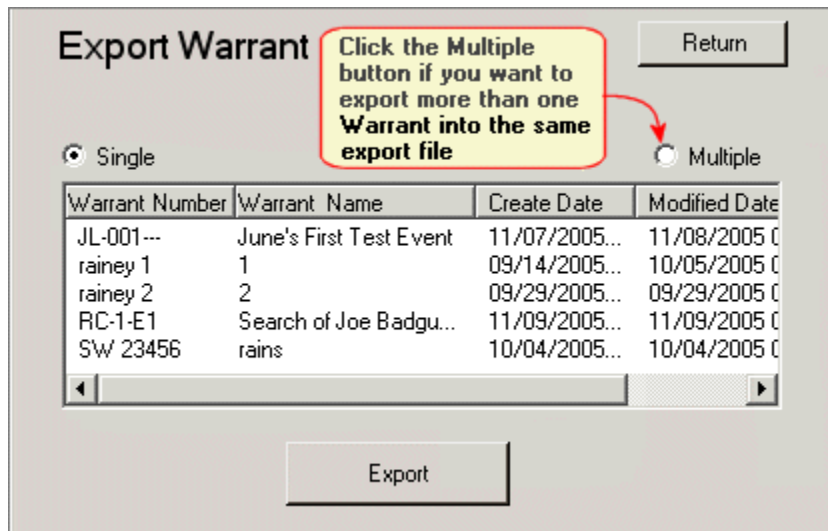 Export Warrant
Click the Multiple
button if you want to
export more than one
Warrant into the same
export file
Return
Single
Multiple
Warrant Number Warrant Name Create Date Modified Date
JL-001--- June's First Test Event 11/07/2005... 11/08/2005 0
rainey 1 1 09/14/2005... 10/05/2005 0
rainey 2 2 09/29/2005... 09/29/2005 0
RC-1-E1 Search of Joe Badgu... 11/09/2005... 11/09/2005 0
SW 23456 rains 10/04/2005... 10/04/2005 0
Export